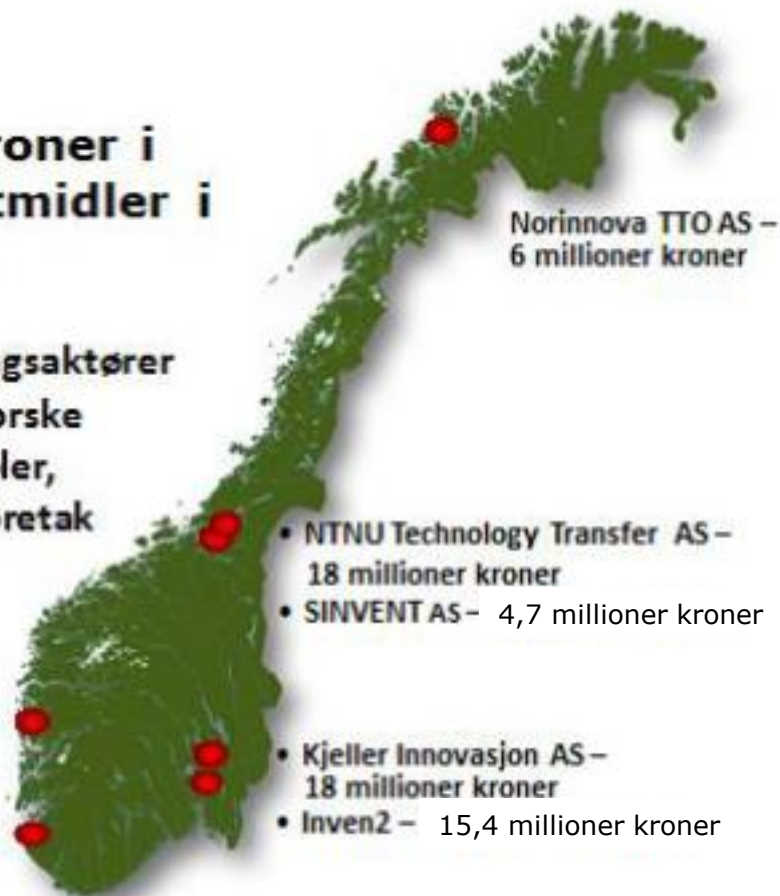 roner i
tmidler i
gsaktører
orske
ler,
oretak
Norinnova TTO AS –
6 millioner kroner
• NTNU Technology Transfer AS –
18 millioner kroner
• SINVENT AS – 4,7 millioner kroner
• Kjeller Innovasjon AS –
18 millioner kroner
• Inven2 – 15,4 millioner kroner